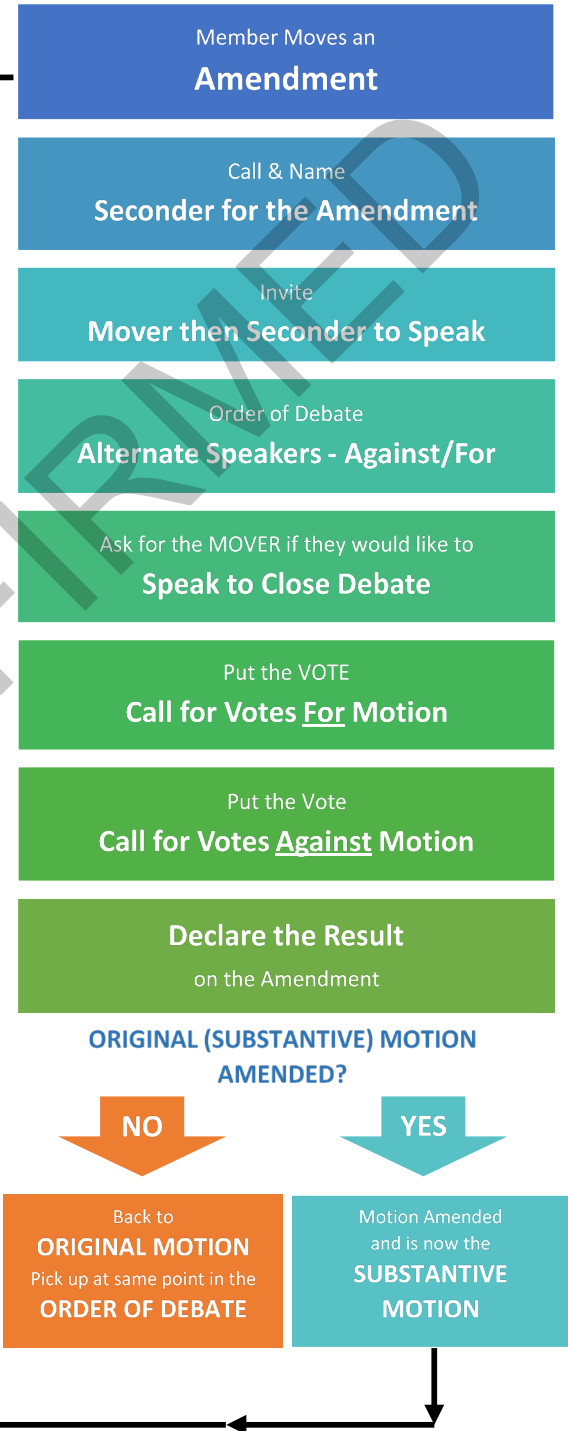 Member Moves an
Amendment
Call & Name
Seconder for the Amendment
Invite
Mover then Seconder to Speak
Order of Debate
Alternate Speakers - Against/For
Ask for the MOVER if they would like to
Speak to Close Debate
Put the VOTE
Call for Votes For Motion
Put the Vote
Call for Votes Against Motion
Declare the Result
on the Amendment
ORIGINAL (SUBSTANTIVE) MOTION
AMENDED?
NO
YES
Back to
ORIGINAL MOTION
Pick up at same point in the
ORDER OF DEBATE
Motion Amended
and is now the
SUBSTANTIVE
MOTION
FIRMED